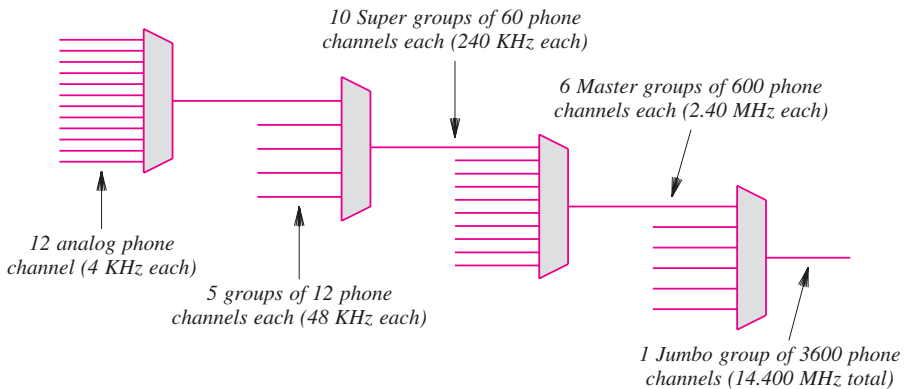 10 Super groups of 60 phone
channels each (240 KHz each)
6 Master groups of 600 phone
channels each (2.40 MHz each)
12 analog phone
channel (4 KHz each)
5 groups of 12 phone
channels each (48 KHz each)
1 Jumbo group of 3600 phone
channels (14.400 MHz total)